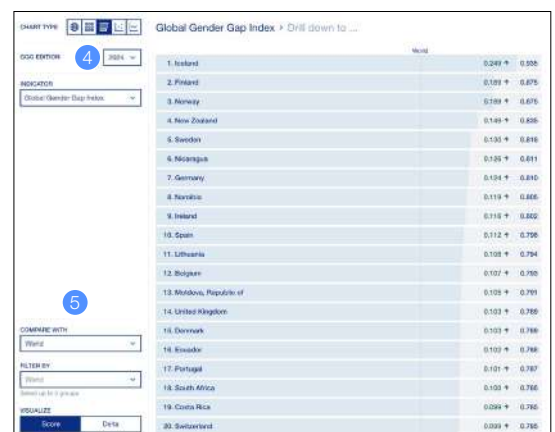 CHART TYPE
Global Gender Gap Index › Drill down to ...
World
GGG EDITION
4
2024
INDICATOR
Global Gender Gap Index
1. Iceland 0.249 0.935
2. Finland 0.189 0.875
3. Norway 0.189 0.875
4. New Zealand 0.149 0.835
5. Sweden 0.130 0.816
6. Nicaragua 0.125 0.811
7. Germany 0.124 0.810
8. Namibia 0.119 0.805
9. Ireland 0.116 0.802
10. Spain 0.112 0.798
11. Lithuania 0.108 0.794
12. Belgium 0.107 0.793
13. Moldova, Republic of 0.105 0.791
14. United Kingdom 0.103 0.789
15. Denmark 0.103 0.789
16. Ecuador 0.102 0.788
17. Portugal 0.101 0.787
18. South Africa 0.100
19. Costa Rica 0.099 0.785
20. Switzerland 0.099 0.785
5
COMPARE WITH
World
FILTER BY
World
Select up to 3 groups
VISUALIZE
Score Delta